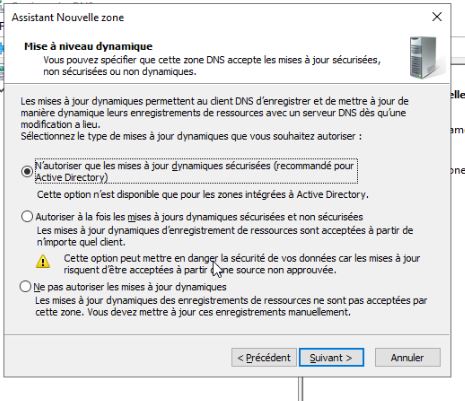 Assistant Nouvelle zone
Mise à niveau dynamique
Vous pouvez spécifier que cette zone DNS accepte les mises à jour sécurisées,
non sécurisées ou non dynamiques.
Les mises à jour dynamiques permettent au client DNS d'enregistrer et de mettre à jour de
manière dynamique leurs enregistrements de ressources avec un serveur DNS dès qu'une
modification a lieu.
Sélectionnez le type de mises à jour dynamiques que vous souhaitez autoriser :
N'autoriser que les mises à jour dynamiques sécurisées (recommandé pour
Active Directory)
Cette option n'est disponible que pour les zones intégrées à Active Directory.
Autoriser à la fois les mises à jours dynamiques sécurisées et non sécurisées
Les mises à jour dynamiques d'enregistrement de ressources sont acceptées à partir de
n'importe quel client.
Cette option peut mettre en danger la sécurité de vos données car les mises à jour
risquent d'être acceptées à partir d'une source non approuvée.
Ne pas autoriser les mises à jour dynamiques
Les mises à jour dynamiques des enregistrements de ressources ne sont pas acceptées par
cette zone. Vous devez mettre à jour ces enregistrements manuellement.
< Précédent
Suivant >
Annuler